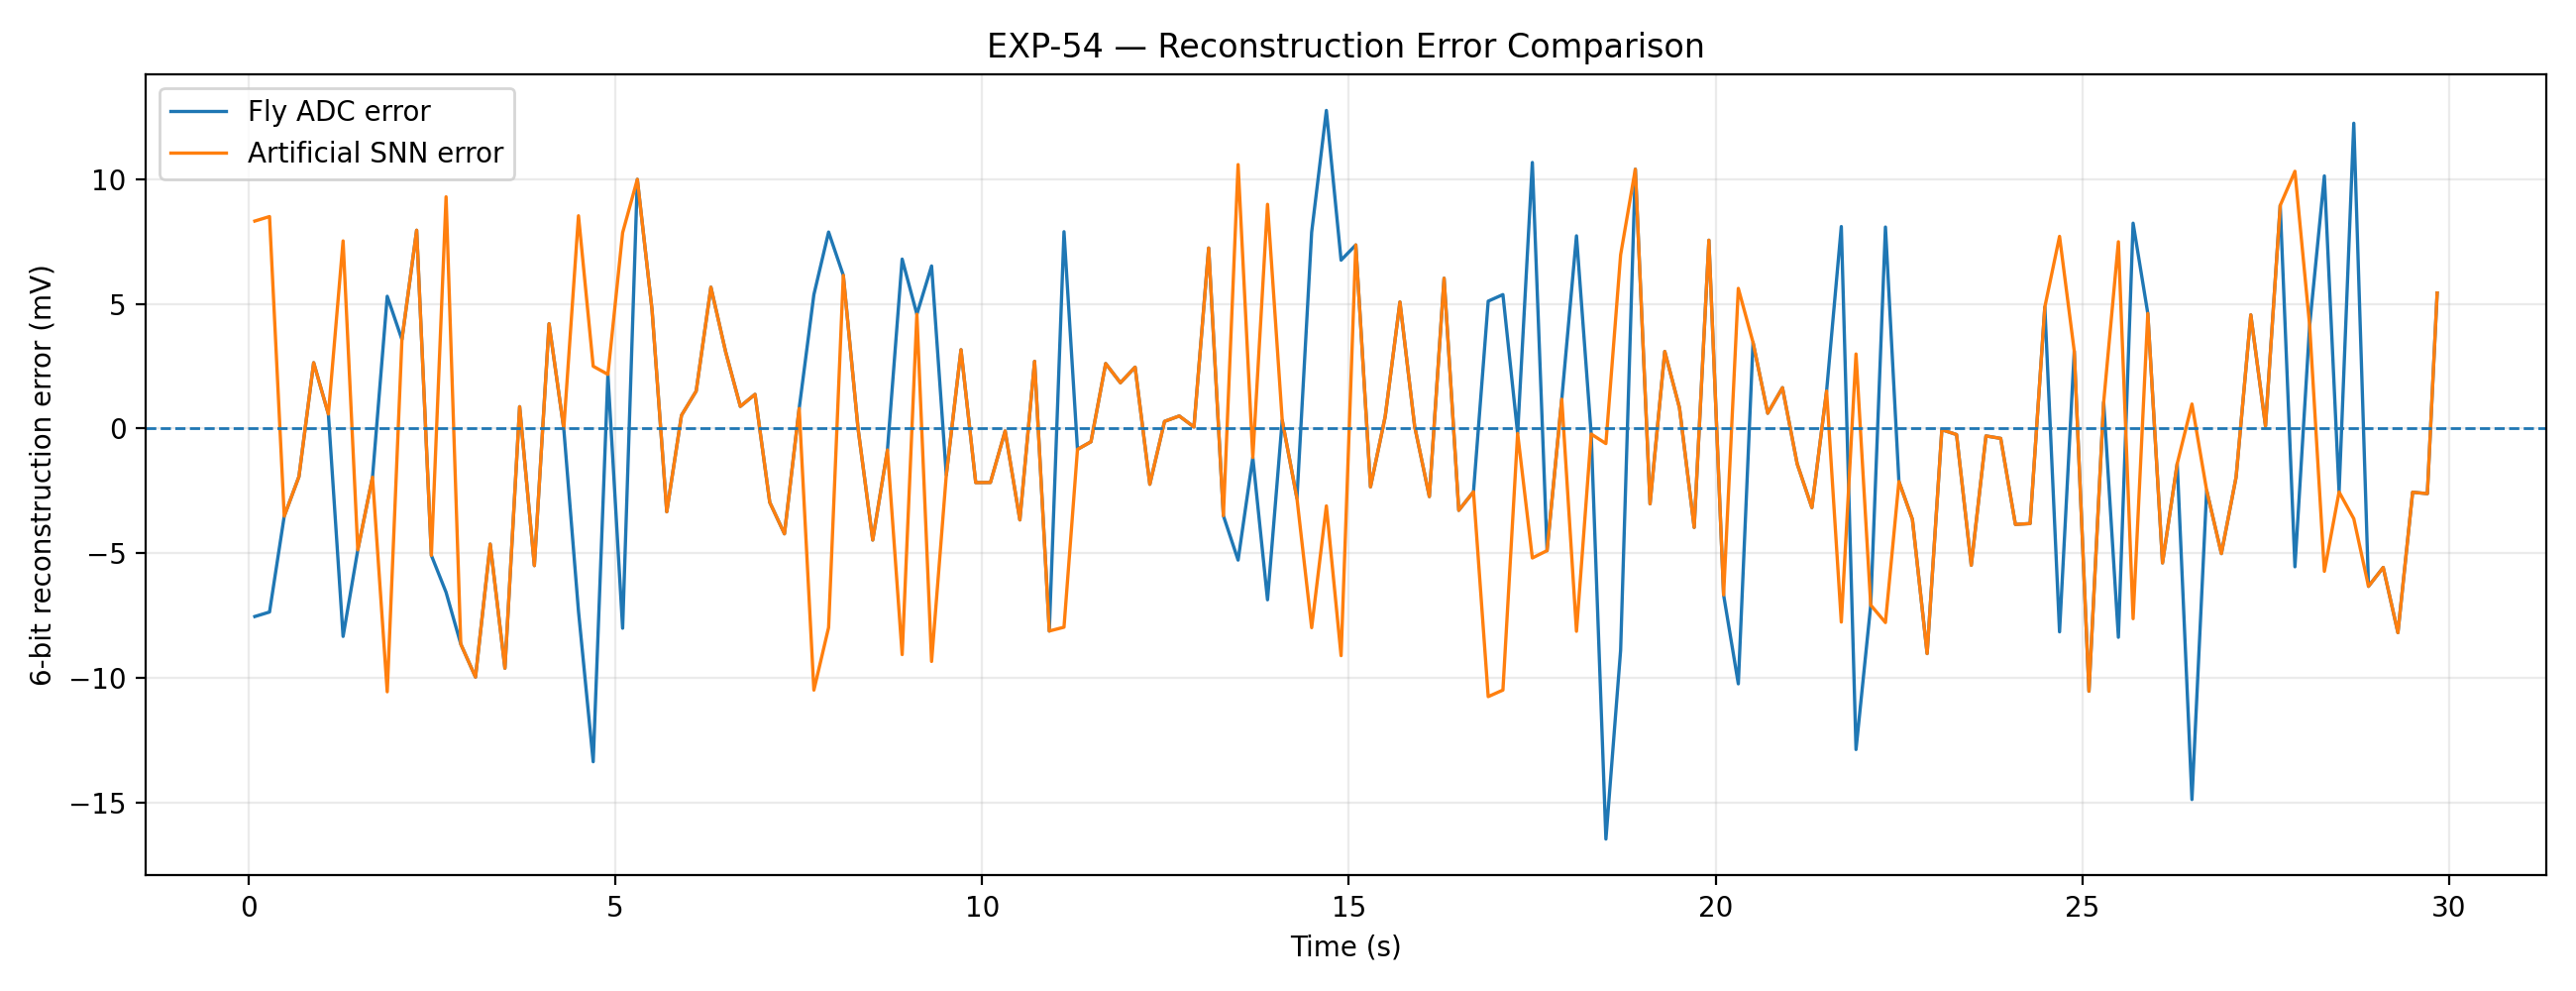 EXP-54 — Reconstruction Error Comparison
Fly ADC error
Artificial SNN error
6-bit reconstruction error (mV)
10
5
0
−5
−10
−15
0
5
10
15
20
25
30
Time (s)